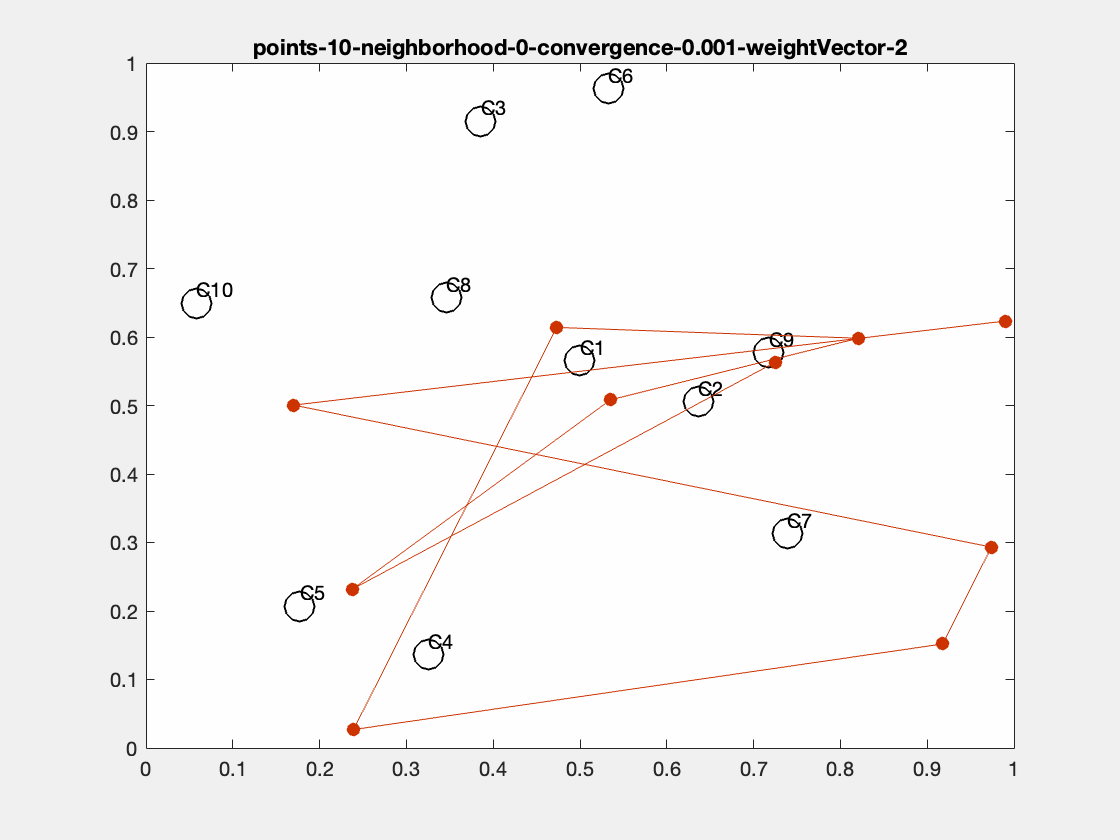 points-10-neighborhood-0-convergence-0.001-weightVector-2
1
C6
C3
0.9
0.8
0.7
C8
C10
0.6
C9
C1
0.5
C2
0.4
C7
0.3
C5
0.2
C4
0.1
0
0 0.1 0.2 0.3 0.4 0.5 0.6 0.7 0.8 0.9 1